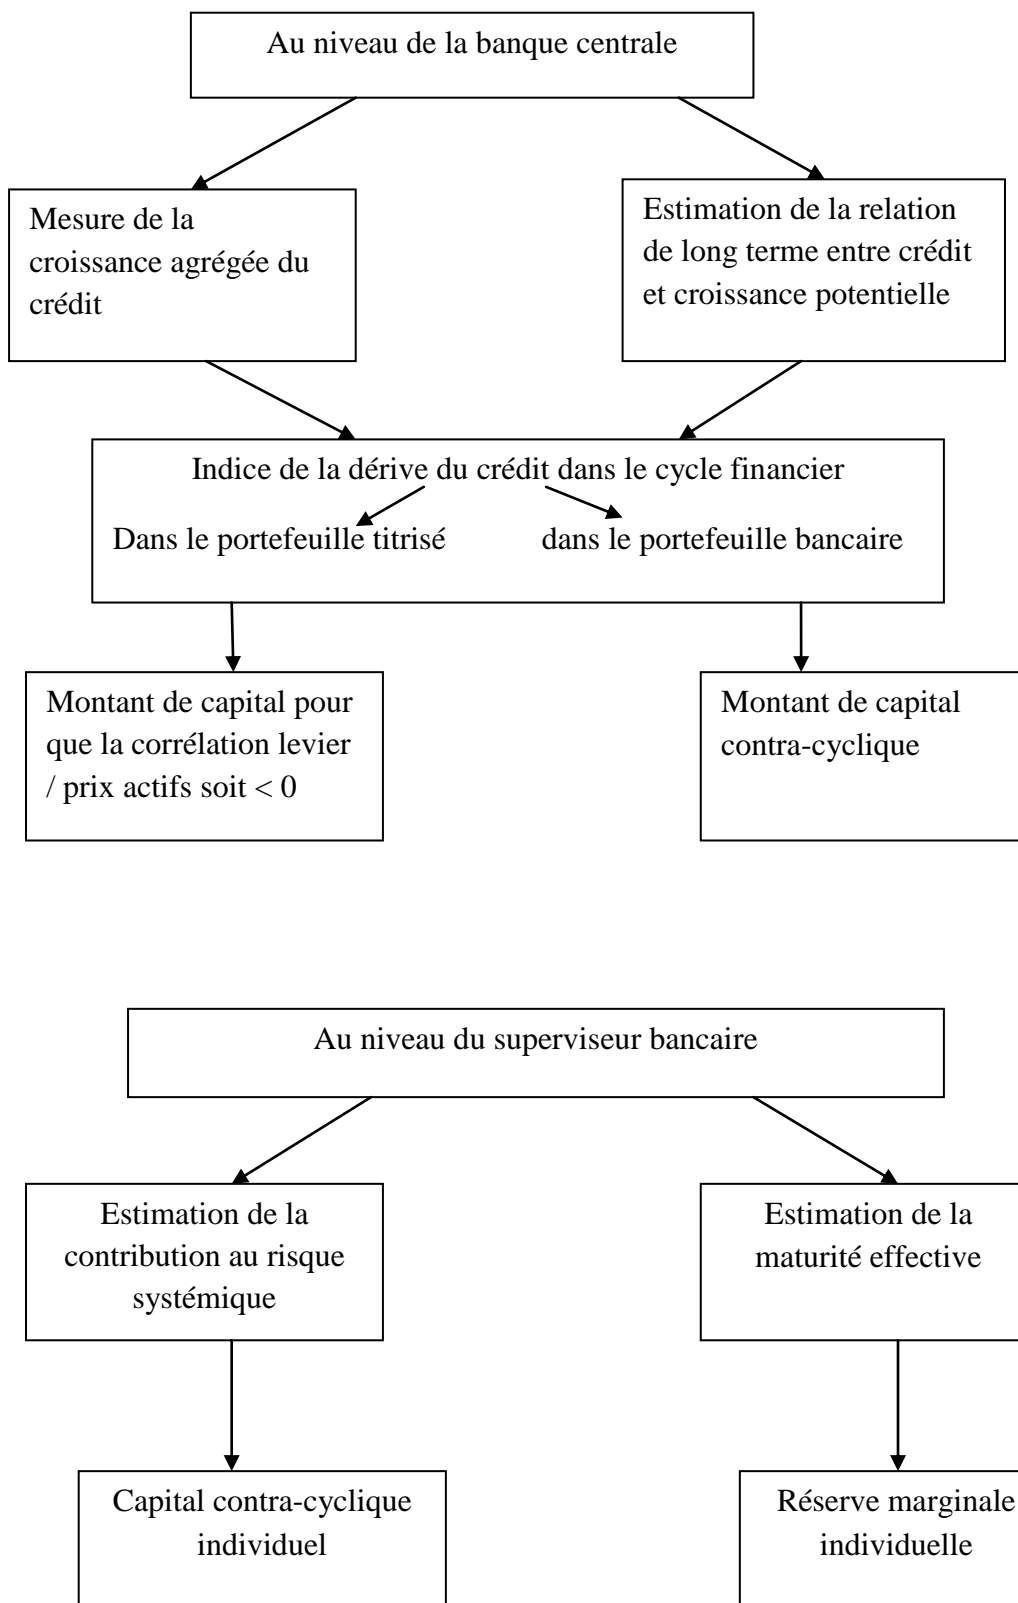 Au niveau de la banque centrale
Mesure de la
croissance agrégée du
crédit
Estimation de la relation
de long terme entre crédit
et croissance potentielle
Indice de la dérive du crédit dans le cycle financier
Dans le portefeuille titrisé
dans le portefeuille bancaire
Montant de capital pour
que la corrélation levier
/ prix actifs soit < 0
Montant de capital
contra-cyclique
Au niveau du superviseur bancaire
Estimation de la
contribution au risque
systémique
Estimation de la
maturité effective
Capital contra-cyclique
individuel
Réserve marginale
individuelle